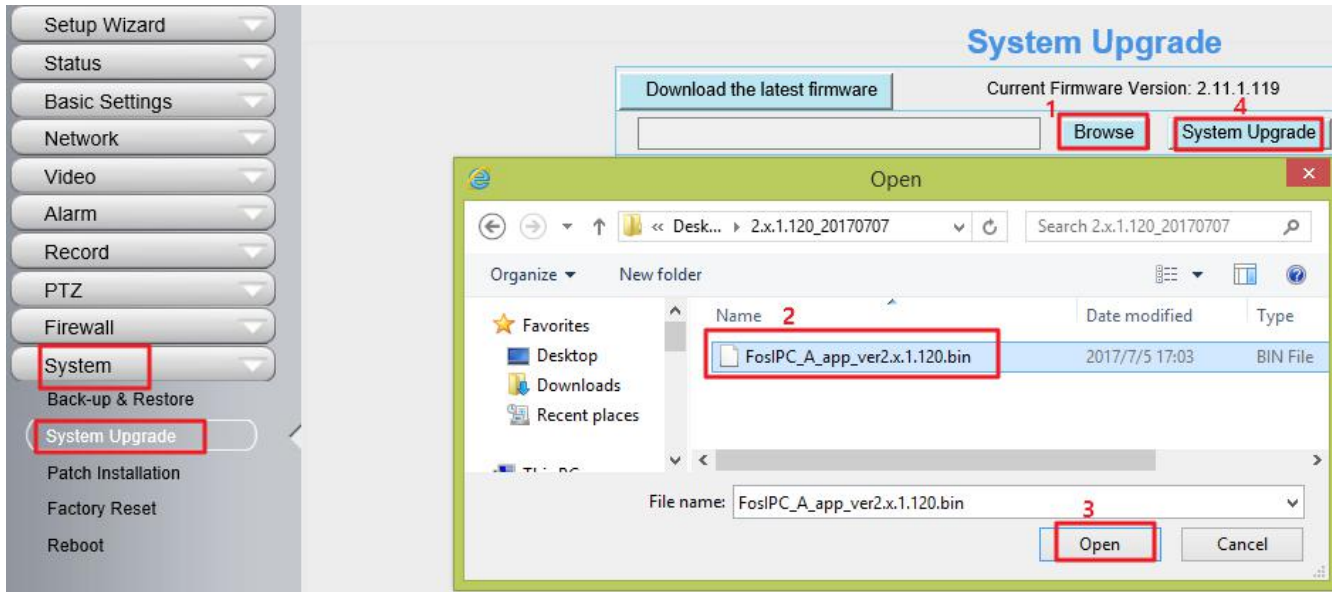 Setup Wizard
Status
Basic Settings
Network
Video
Alarm
Record
PTZ
Firewall
System
Back-up & Restore
System Upgrade
Patch Installation
Factory Reset
Reboot
System Upgrade
Download the latest firmware Current Firmware Version: 2.11.1.119
1 4
Browse System Upgrade
Open
« Desk... 2.x.1.120_20170707 Search 2.x.1.120_20170707
Organize New folder
Name 2 Date modified Type
FosIPC_A_app_ver2.x.1.120.bin 2017/7/5 17:03 BIN File
Favorites
Desktop
Downloads
Recent places
File name: FosIPC_A_app_ver2.x.1.120.bin
3
Open Cancel